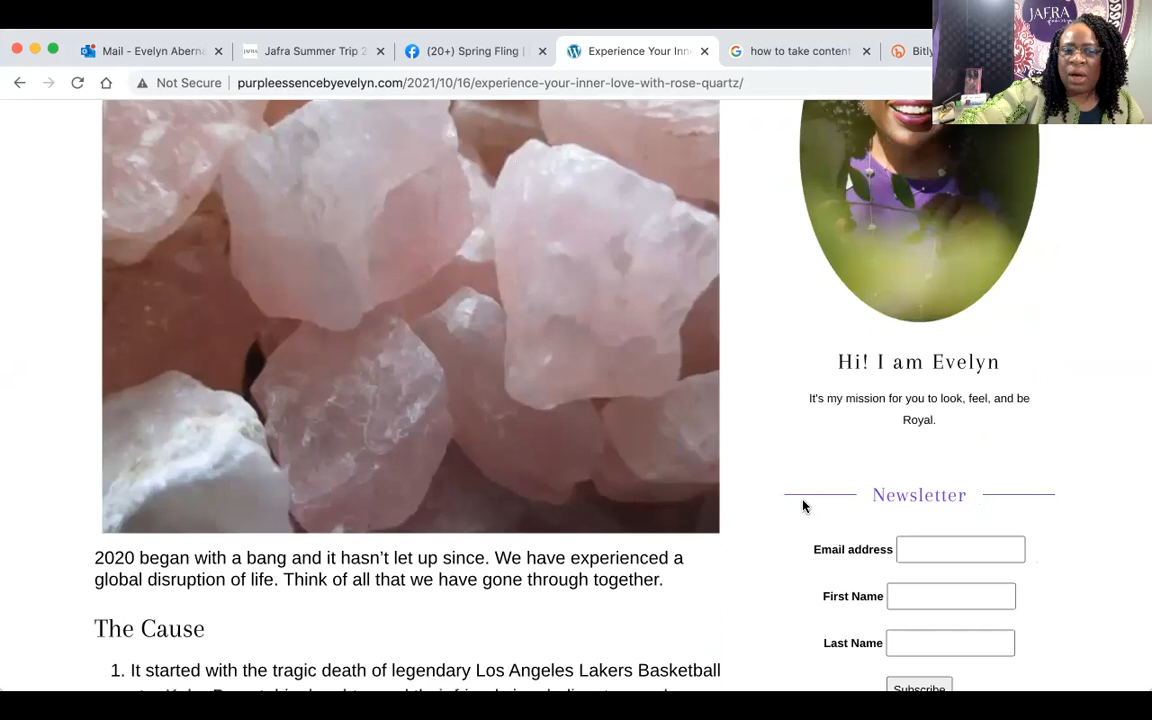 JAFRA
Mail - Evelyn Aberna
Jafra Summer Trip 2
(20+) Spring Fling |
Experience Your Inn
how to take content
Bitly
Not Secure
purpleessencebyevelyn.com/2021/10/16/experience-your-inner-love-with-rose-quartz/
Hi! I am Evelyn
It's my mission for you to look, feel, and be
Royal.
Newsletter
Email address
First Name
Last Name
Subscribe
2020 began with a bang and it hasn't let up since. We have experienced a
global disruption of life. Think of all that we have gone through together.
The Cause
1. It started with the tragic death of legendary Los Angeles Lakers Basketball